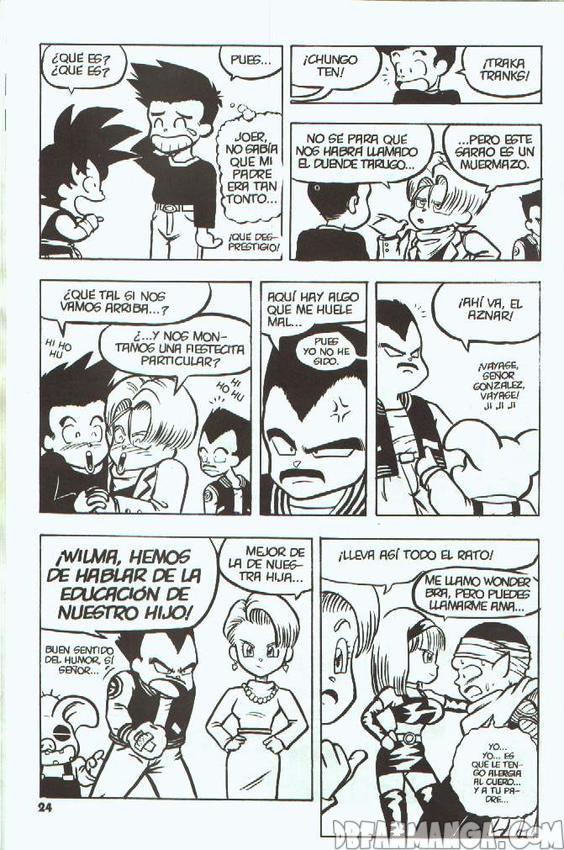 ¿QUÉ ES?
¿QUE ES?
PUES...
JOER,
NO SABÍA
QUE MI
PADRE
ERA TAN
TONTO...
¡QUÉ DES-
PRESTIGIO!
¡CHUNGO
TEN!
¡TRAKA
TRANKS!
NO SÉ PARA QUÉ
NOS HABRÁ LLAMADO
EL DUENDE TARUGO...
...PERO ESTE
SARAO ES UN
MUERMAZO.
¿QUÉ TAL SI NOS
VAMOS ARRIBA...?
¿...Y NOS MON-
TAMOS UNA FIESTECITA
PARTICULAR?
HI HO
HU
HI
HO HU
AQUÍ HAY ALGO
QUE ME HUELE
MAL...
PUES
YO NO HE
SIDO.
¡AHÍ VA, EL
AZNAR!
¡VÁYASE,
SEÑOR
GONZÁLEZ,
VÁYASE!
JI JI JI
¡WILMA, HEMOS
DE HABLAR DE LA
EDUCACIÓN DE
NUESTRO HIJO!
MEJOR DE
LA DE NUES-
TRA HIJA...
BUEN SENTIDO
DEL HUMOR, SÍ
SEÑOR...
¡LLEVA ASÍ TODO EL RATO!
ME LLAMO WONDER
BRA, PERO PUEDES
LLAMARME AMA...
YO...
YO... ES
QUE LE TEN-
GO ALERGIA
AL CUERO...
Y A TU PA-
DRE...
24
DBFANMANGA.COM